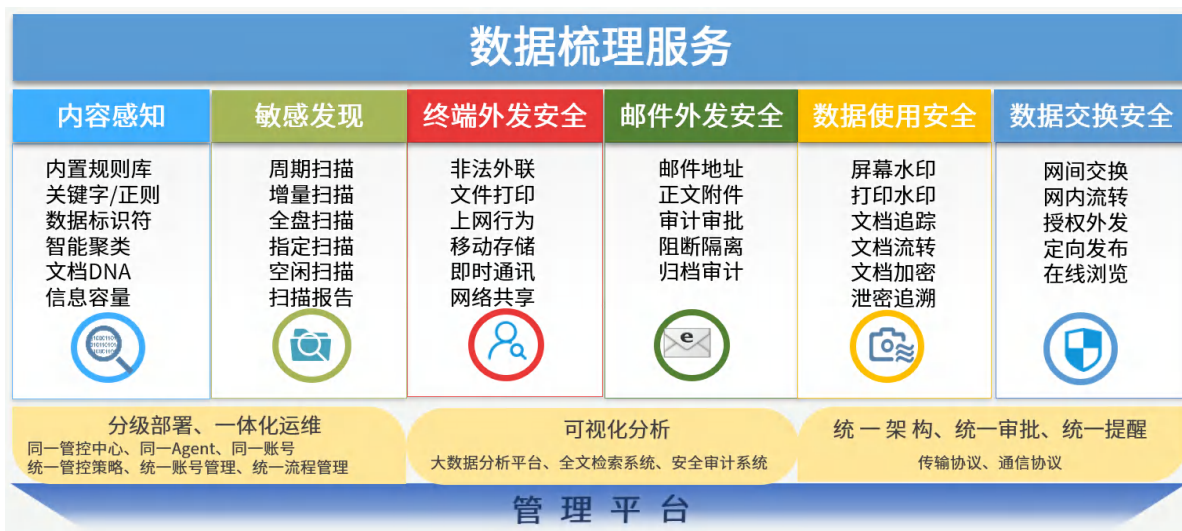 数据梳理服务
内容感知
内置规则库
关键字/正则
数据标识符
智能聚类
文档DNA
信息容量
敏感发现
周期扫描
增量扫描
全盘扫描
指定扫描
空闲扫描
扫描报告
终端外发安全
非法外联
文件打印
上网行为
移动存储
即时通讯
网络共享
邮件外发安全
邮件地址
正文附件
审计审批
阻断隔离
归档审计
e
数据使用安全
屏幕水印
打印水印
文档追踪
文档流转
文档加密
泄密追溯
数据交换安全
网间交换
网内流转
授权外发
定向发布
在线浏览
分级部署、一体化运维
同一管控中心、同一Agent、同一账号
统一管控策略、统一账号管理、统一流程管理
可视化分析
大数据分析平台、全文检索系统、安全审计系统
统一架构、统一审批、统一提醒
传输协议、通信协议
管理平台